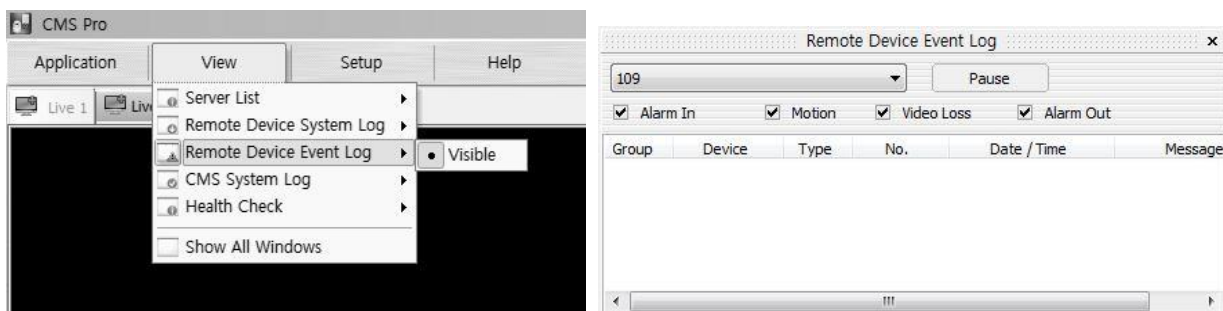 CMS Pro
Application View Setup Help
Live 1 Liv
Server List
Remote Device System Log
Remote Device Event Log Visible
CMS System Log
Health Check
Show All Windows
Remote Device Event Log x
109 Pause
Alarm In Motion Video Loss Alarm Out
Group Device Type No. Date / Time Message